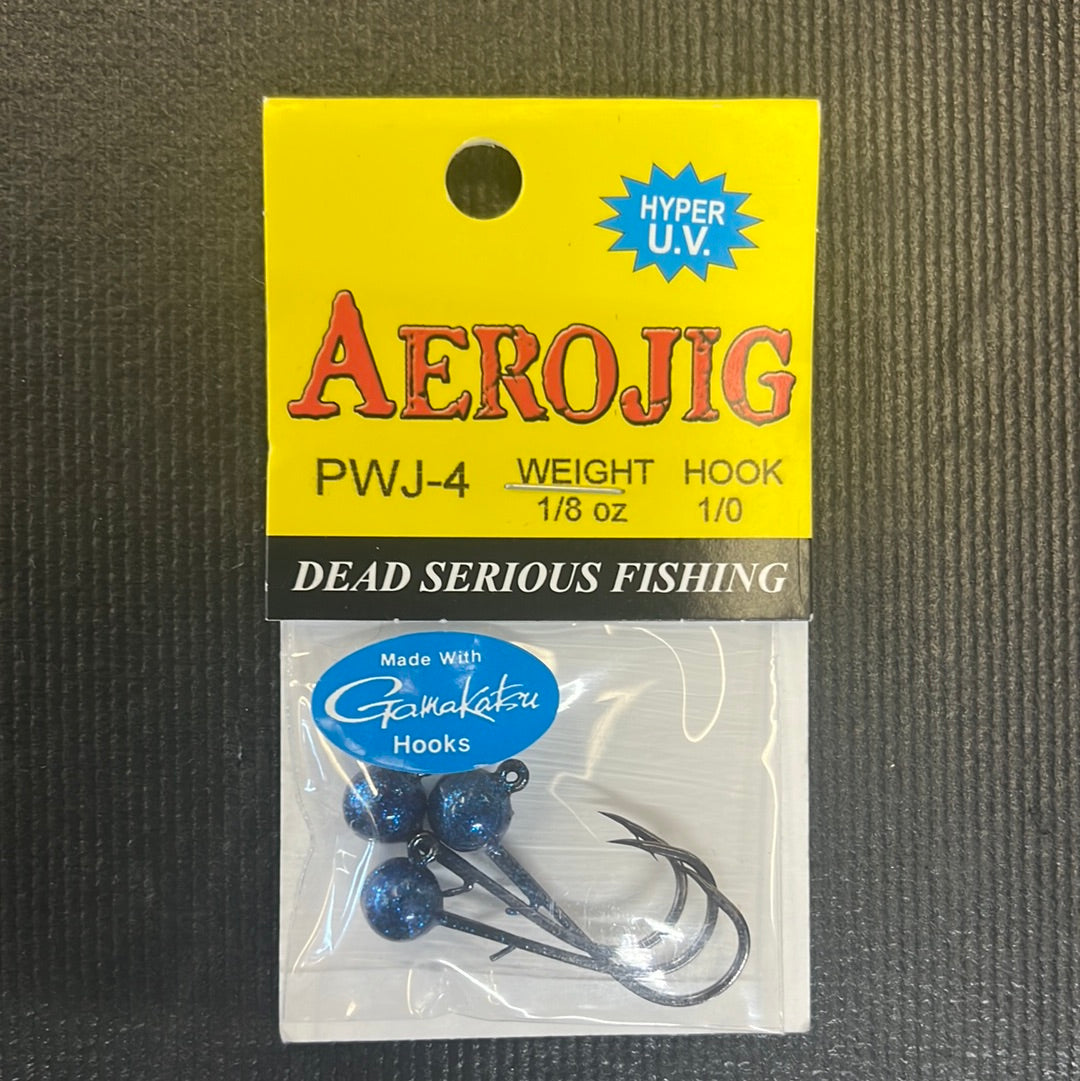 HYPER
U.V.
AEROJIG
PWJ-4 WEIGHT HOOK
1/8 oz 1/0
DEAD SERIOUS FISHING
Made With
Gamakatsu
Hooks